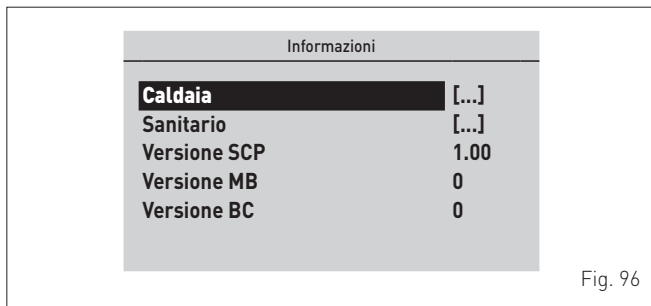 Informazioni
Caldaia [...]
Sanitario [...]
Versione SCP 1.00
Versione MB 0
Versione BC 0
Fig. 96